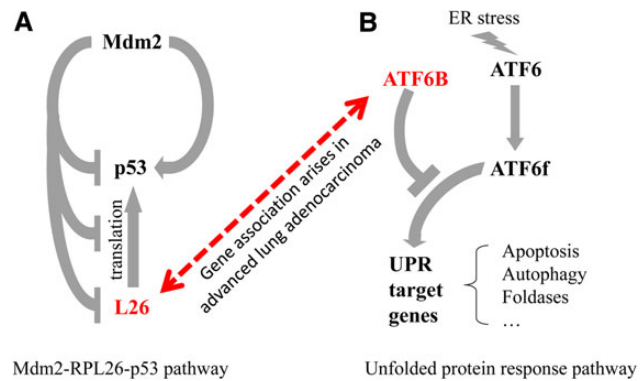 A
Mdm2
p53
translation
L26
Mdm2-RPL26-p53 pathway
Gene association arises in
advanced lung adenocarcinoma
B
ER stress
ATF6B
ATF6
ATF6f
UPR
target
genes
Apoptosis
Autophagy
Foldases
...
Unfolded protein response pathway